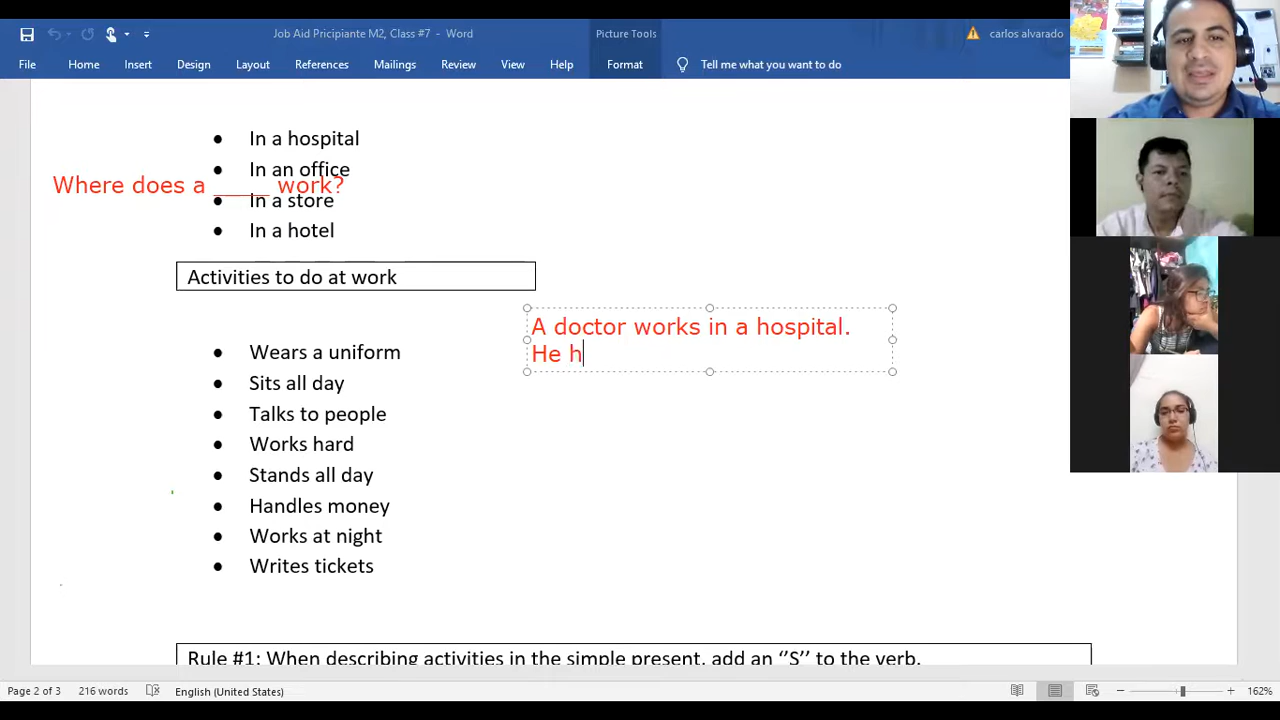 Job Aid Pricipiante M2, Class #7 - Word
Picture Tools
carlos alvarado
File Home Insert Design Layout References Mailings Review View Help Format Tell me what you want to do
In a hospital
In an office
Where does a ____ work?
In a store
In a hotel
Activities to do at work
A doctor works in a hospital.
He h
Wears a uniform
Sits all day
Talks to people
Works hard
Stands all day
Handles money
Works at night
Writes tickets
Rule #1: When describing activities in the simple present, add an “S” to the verb.
Page 2 of 3 216 words English (United States) 162%